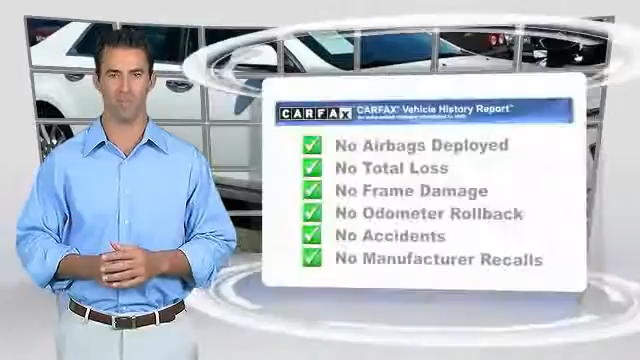 CARFAX CARFAX Vehicle History Report™
No Airbags Deployed
No Total Loss
No Frame Damage
No Odometer Rollback
No Accidents
No Manufacturer Recalls